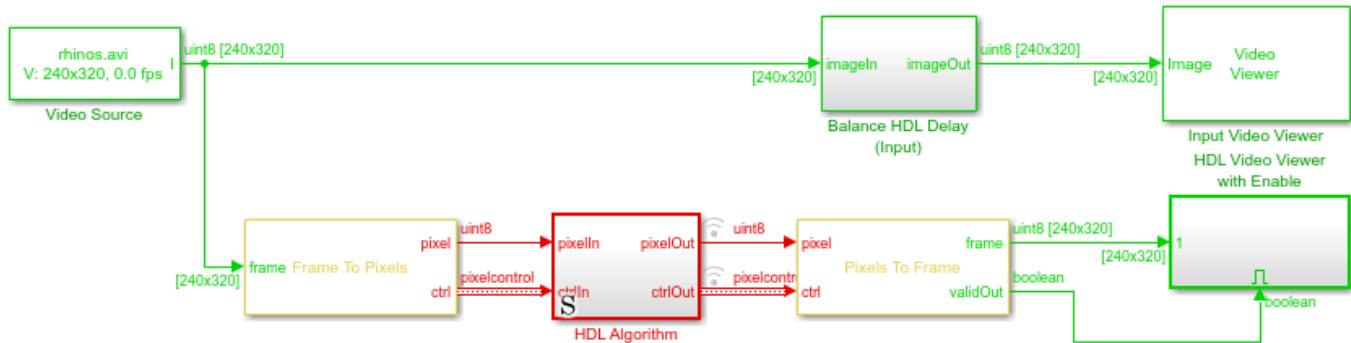 rhinos.avi
V: 240x320, 0.0 fps
I
Video Source
uint8 [240x320]
[240x320]
imageIn
imageOut
Balance HDL Delay
(Input)
uint8 [240x320]
[240x320]
Image
Video
Viewer
Input Video Viewer
HDL Video Viewer
with Enable
[240x320]
frame
Frame To Pixels
pixel
ctrl
uint8
pixelcontrol
pixelIn
ctrlIn
pixelOut
ctrlOut
S
HDL Algorithm
uint8
pixelcontr
pixel
ctrl
Pixels To Frame
frame
validOut
uint8 [240x320]
[240x320]
boolean
1
boolean